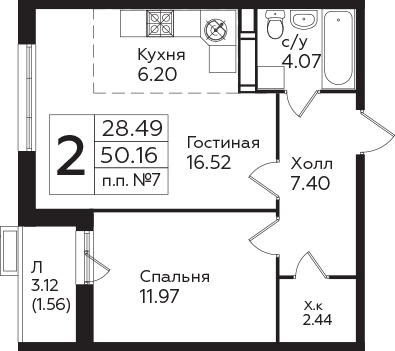 Кухня
6.20
с/у
4.07
2
28.49
50.16
п.п. №7
Гостиная
16.52
Холл
7.40
Л
3.12
(1.56)
Спальня
11.97
Х.к
2.44